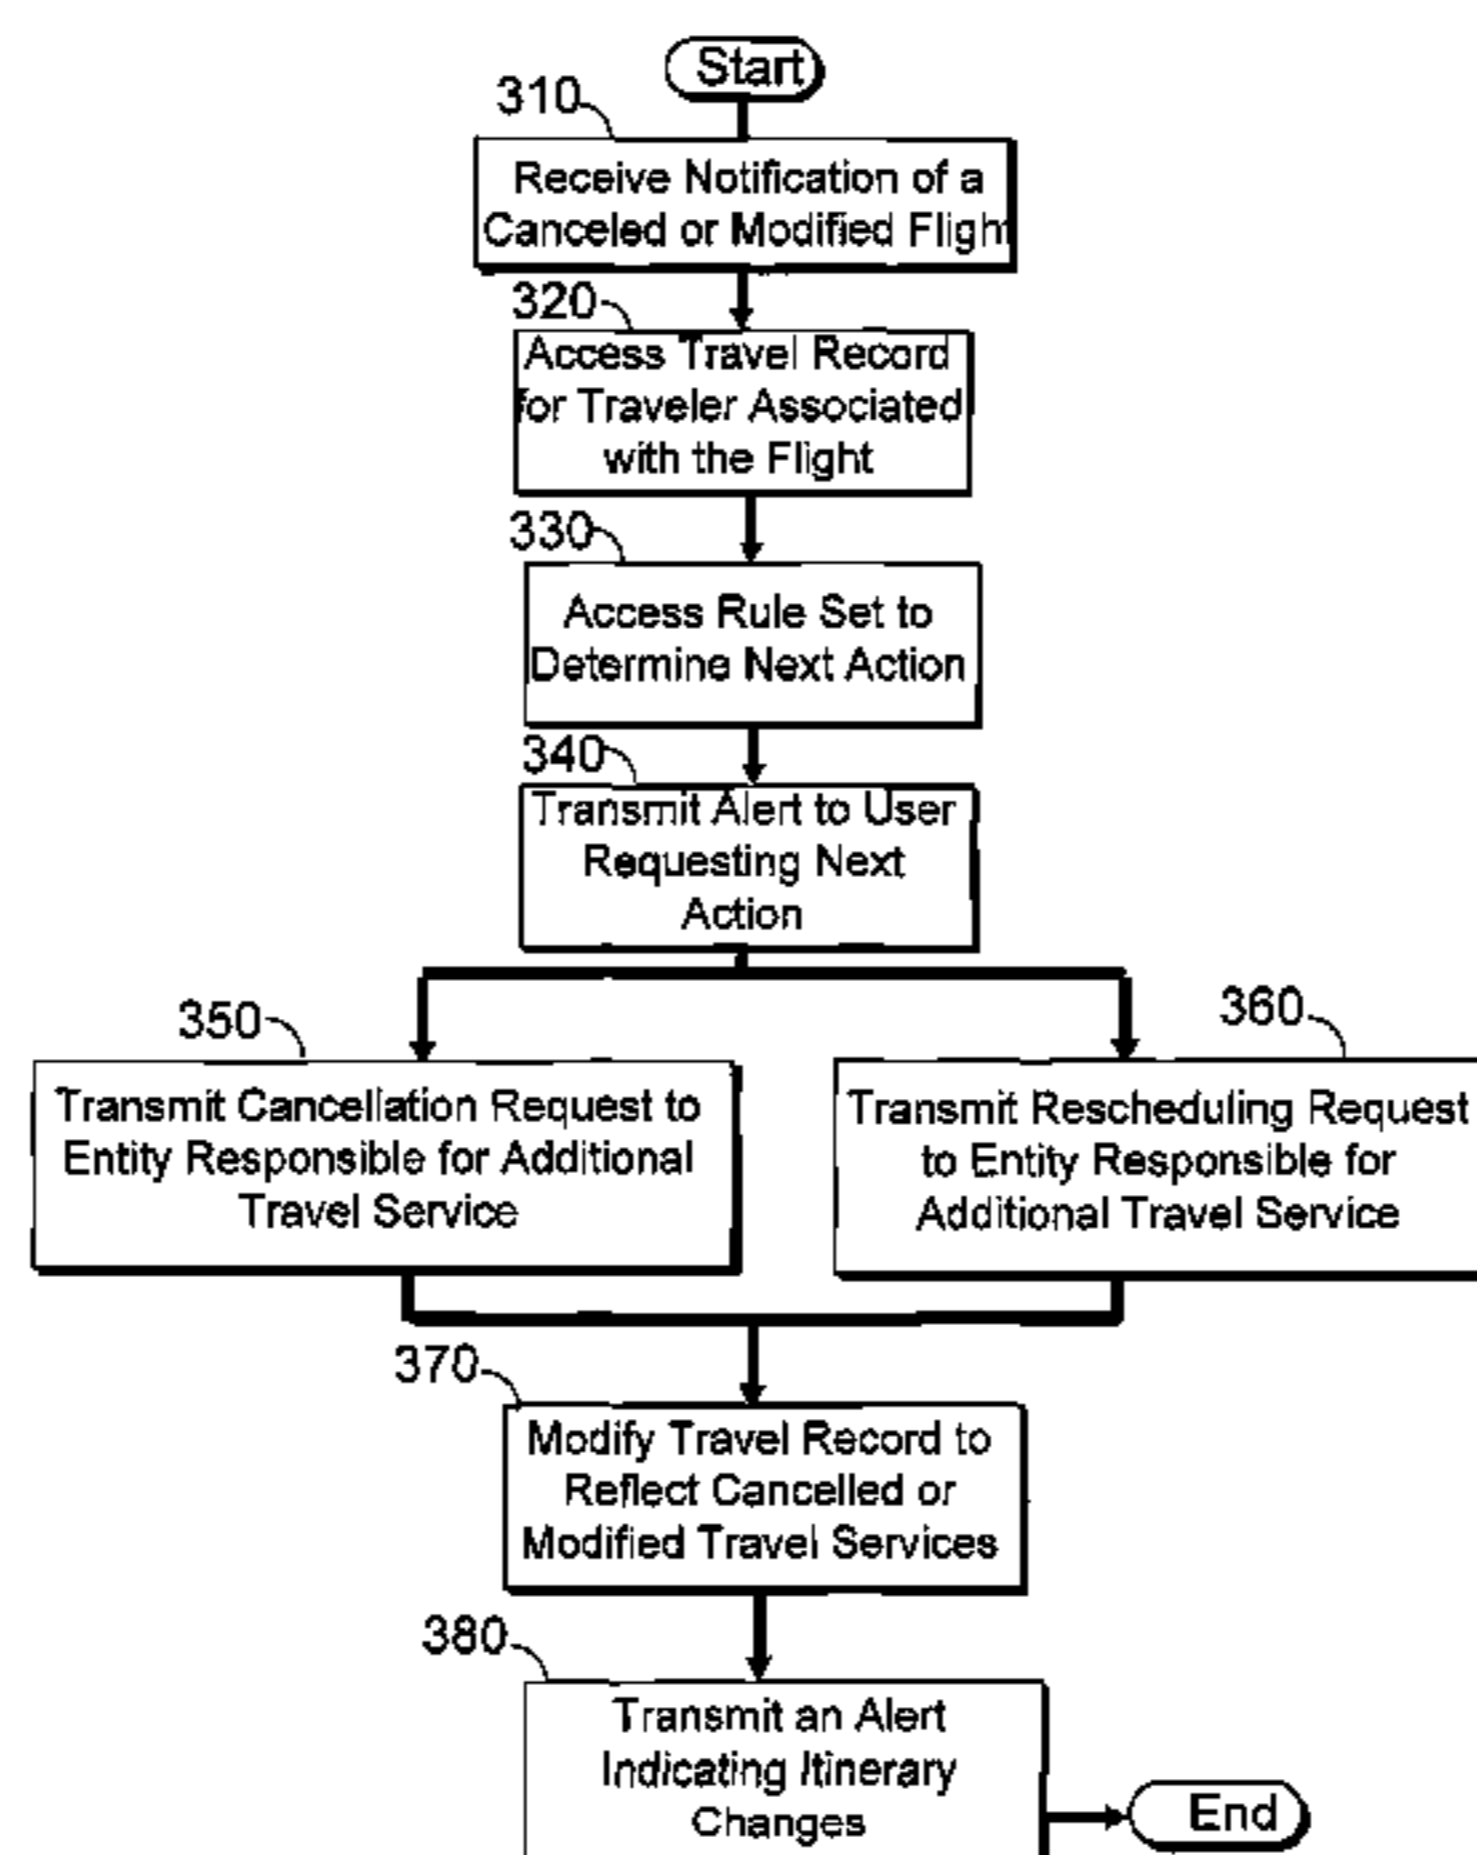 Start
310
Receive Notification of a
Canceled or Modified Flight
320
Access Travel Record
for Traveler Associated
with the Flight
330
Access Rule Set to
Determine Next Action
340
Transmit Alert to User
Requesting Next
Action
350
Transmit Cancellation Request to
Entity Responsible for Additional
Travel Service
360
Transmit Rescheduling Request
to Entity Responsible for
Additional Travel Service
370
Modify Travel Record to
Reflect Cancelled or
Modified Travel Services
380
Transmit an Alert
Indicating Itinerary
Changes
End